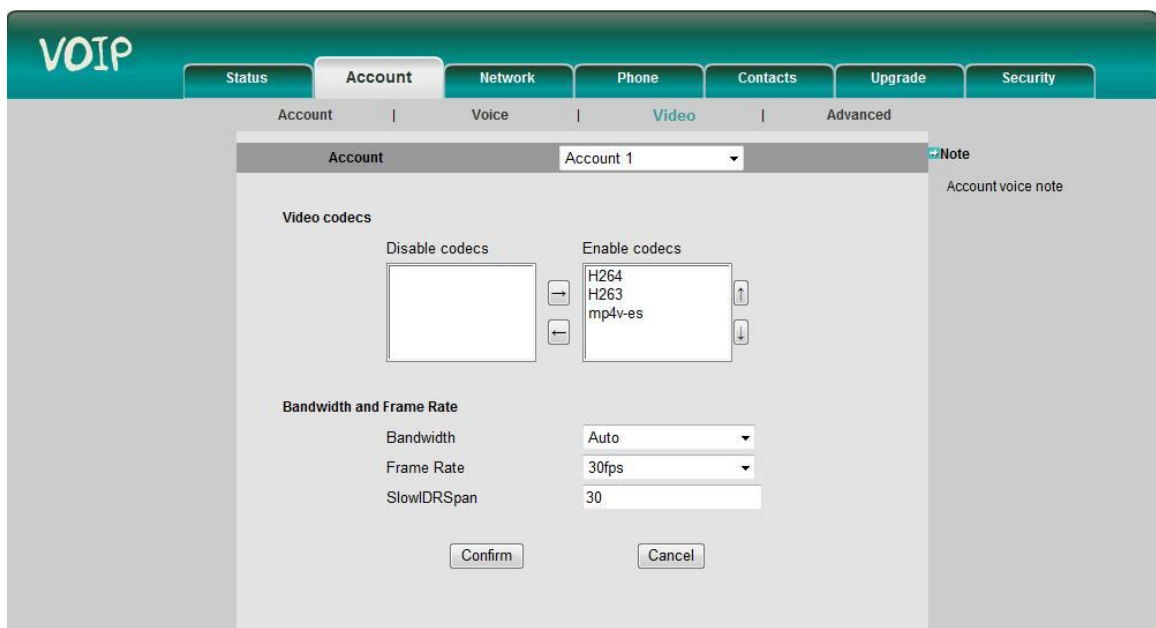 VOIP
Status Account Network Phone Contacts Upgrade Security
Account | Voice | Video | Advanced
Account Account 1
Note
Account voice note
Video codecs
Disable codecs Enable codecs
H264
H263
mp4v-es
→
←
↑
↓
Bandwidth and Frame Rate
Bandwidth Auto
Frame Rate 30fps
SlowIDRSpan 30
Confirm Cancel